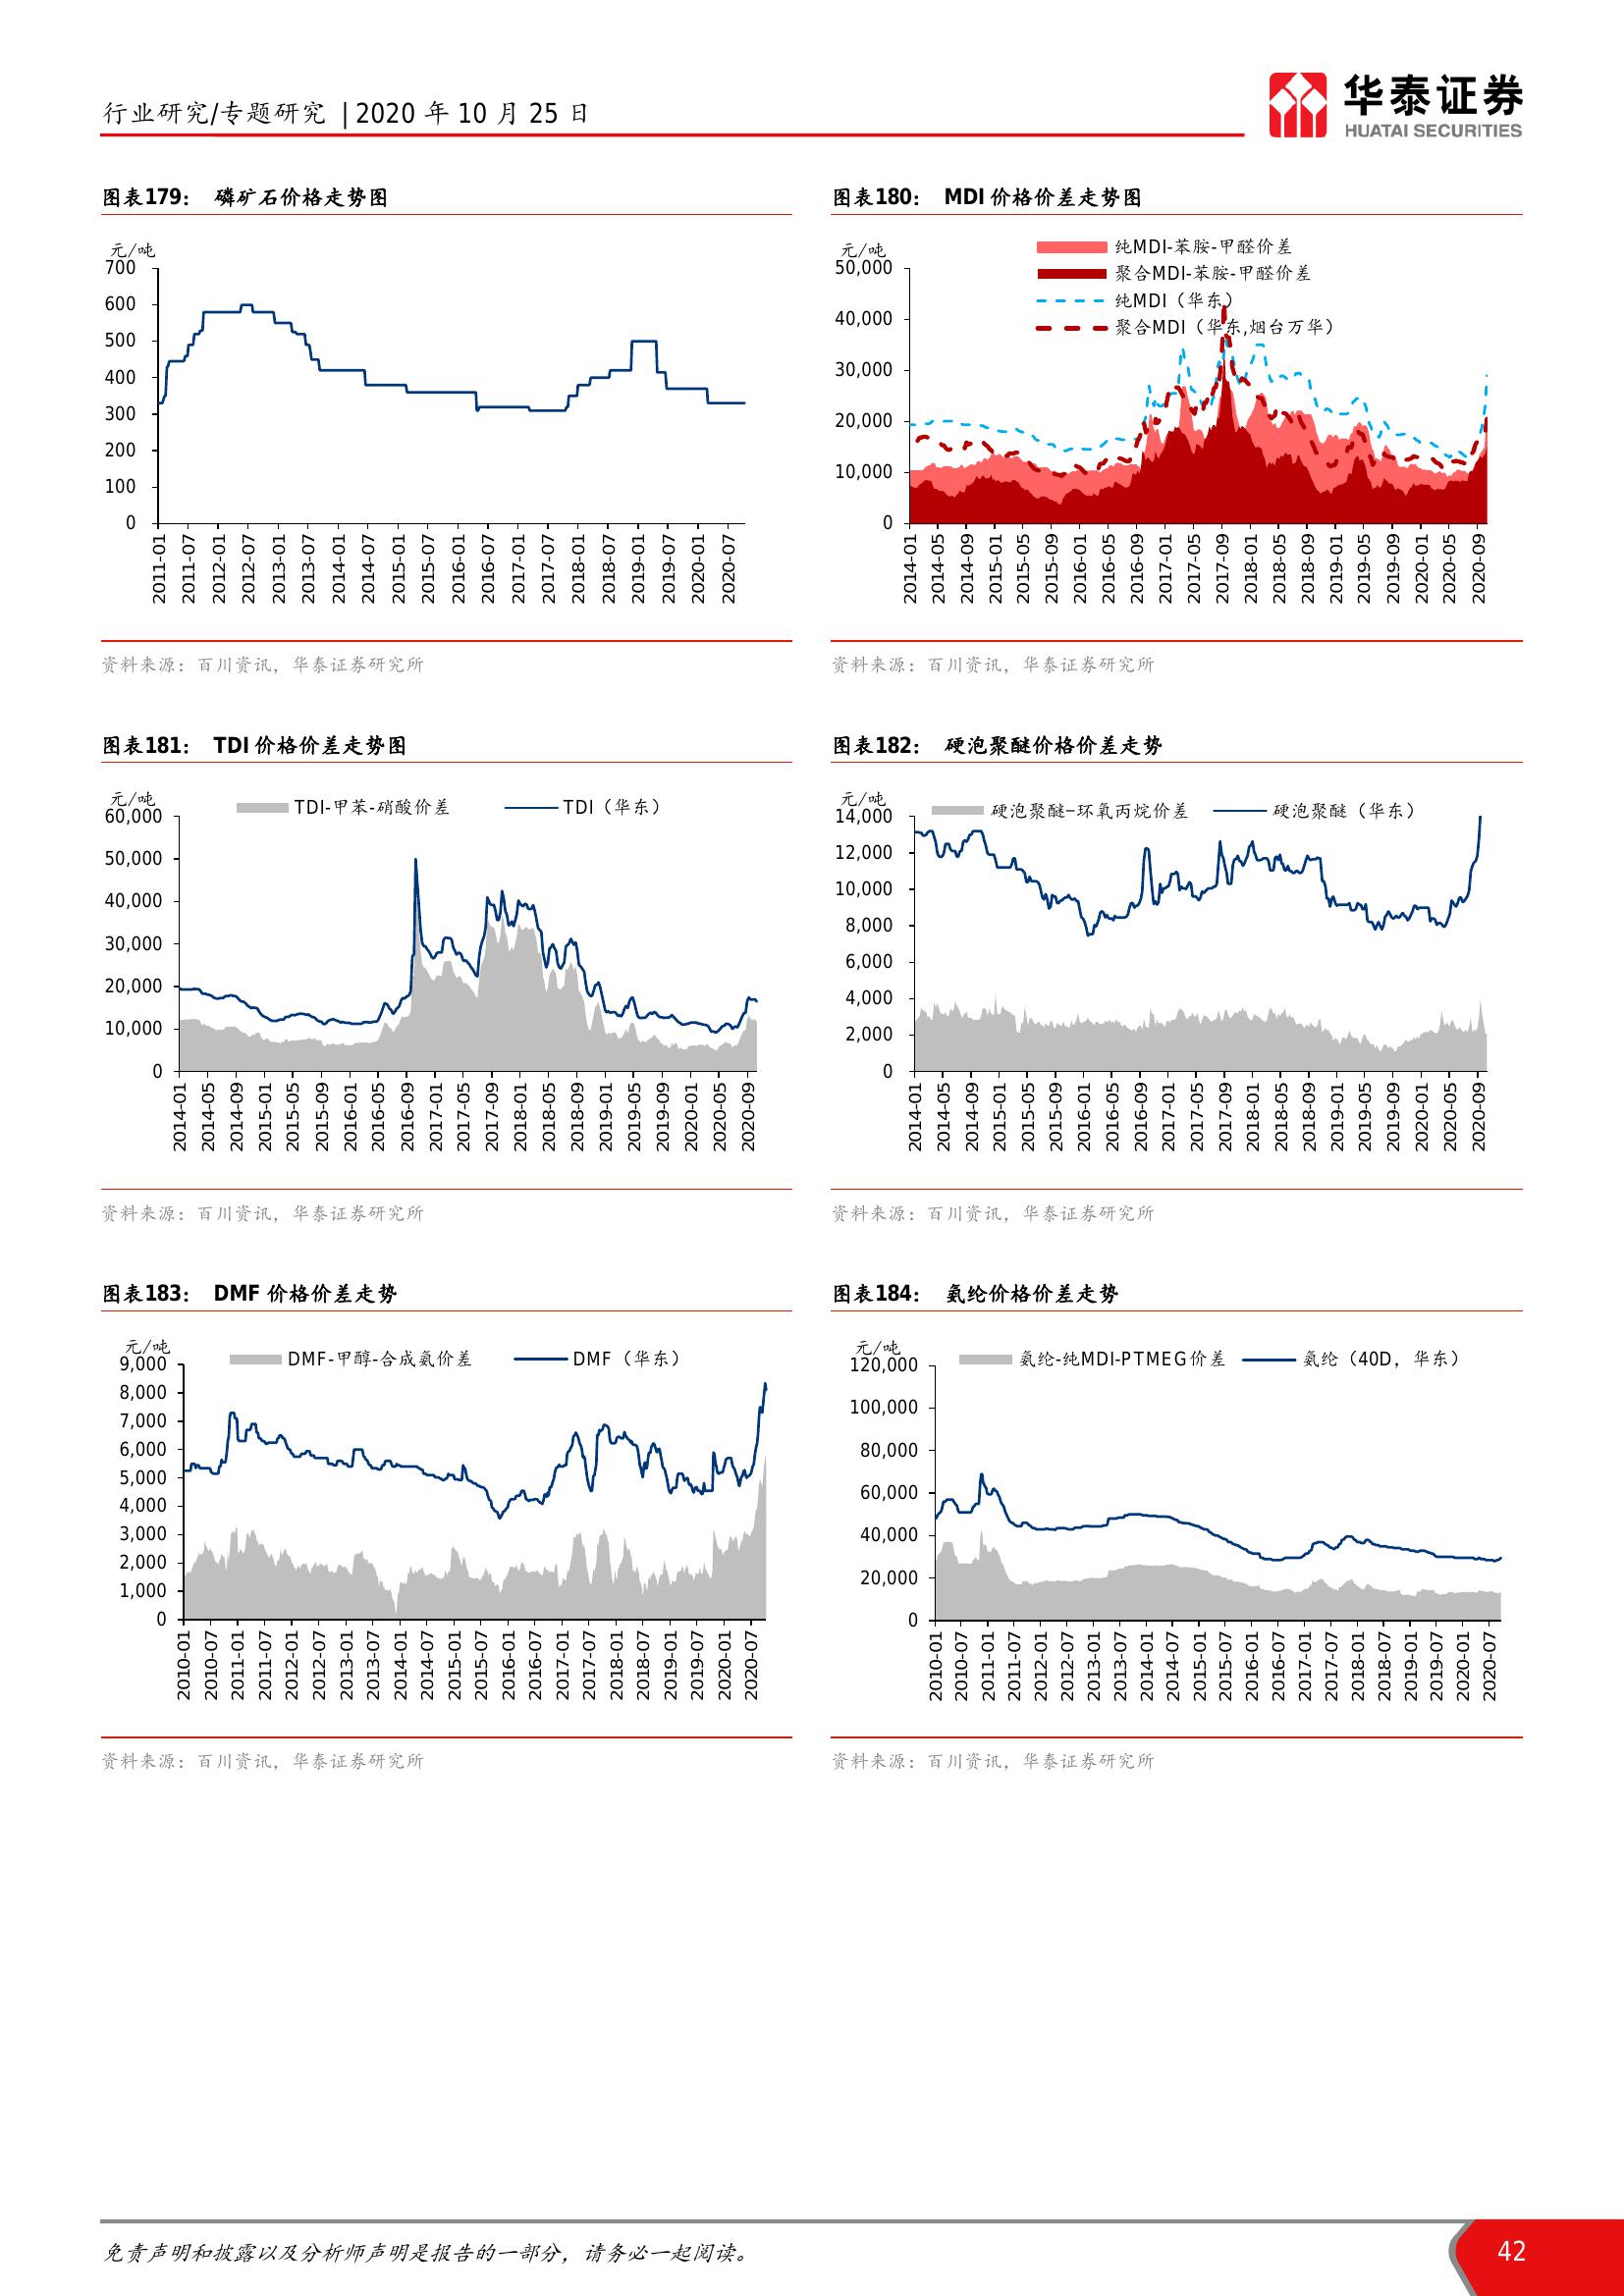 行业研究/专题研究 | 2020 年 10 月 25 日
华泰证券
HUATAI SECURITIES
图表179： 磷矿石价格走势图
元/吨
700
600
500
400
300
200
100
0
2011-01 2011-07 2012-01 2012-07 2013-01 2013-07 2014-01 2014-07 2015-01 2015-07 2016-01 2016-07 2017-01 2017-07 2018-01 2018-07 2019-01 2019-07 2020-01 2020-07
资料来源：百川资讯，华泰证券研究所
图表180： MDI 价格价差走势图
元/吨
纯MDI-苯胺-甲醛价差
聚合MDI-苯胺-甲醛价差
纯MDI（华东）
聚合MDI（华东,烟台万华）
50,000
40,000
30,000
20,000
10,000
0
2014-01 2014-05 2014-09 2015-01 2015-05 2015-09 2016-01 2016-05 2016-09 2017-01 2017-05 2017-09 2018-01 2018-05 2018-09 2019-01 2019-05 2019-09 2020-01 2020-05 2020-09
资料来源：百川资讯，华泰证券研究所
图表181： TDI 价格价差走势图
元/吨
TDI-甲苯-硝酸价差 TDI（华东）
60,000
50,000
40,000
30,000
20,000
10,000
0
2014-01 2014-05 2014-09 2015-01 2015-05 2015-09 2016-01 2016-05 2016-09 2017-01 2017-05 2017-09 2018-01 2018-05 2018-09 2019-01 2019-05 2019-09 2020-01 2020-05 2020-09
资料来源：百川资讯，华泰证券研究所
图表182： 硬泡聚醚价格价差走势
元/吨
硬泡聚醚-环氧丙烷价差 硬泡聚醚（华东）
14,000
12,000
10,000
8,000
6,000
4,000
2,000
0
2014-01 2014-05 2014-09 2015-01 2015-05 2015-09 2016-01 2016-05 2016-09 2017-01 2017-05 2017-09 2018-01 2018-05 2018-09 2019-01 2019-05 2019-09 2020-01 2020-05 2020-09
资料来源：百川资讯，华泰证券研究所
图表183： DMF 价格价差走势
元/吨
DMF-甲醇-合成氨价差 DMF（华东）
9,000
8,000
7,000
6,000
5,000
4,000
3,000
2,000
1,000
0
2010-01 2010-07 2011-01 2011-07 2012-01 2012-07 2013-01 2013-07 2014-01 2014-07 2015-01 2015-07 2016-01 2016-07 2017-01 2017-07 2018-01 2018-07 2019-01 2019-07 2020-01 2020-07
资料来源：百川资讯，华泰证券研究所
图表184： 氨纶价格价差走势
元/吨
氨纶-纯MDI-PTMEG价差 氨纶（40D，华东）
120,000
100,000
80,000
60,000
40,000
20,000
0
2010-01 2010-07 2011-01 2011-07 2012-01 2012-07 2013-01 2013-07 2014-01 2014-07 2015-01 2015-07 2016-01 2016-07 2017-01 2017-07 2018-01 2018-07 2019-01 2019-07 2020-01 2020-07
资料来源：百川资讯，华泰证券研究所
免责声明和披露以及分析师声明是报告的一部分，请务必一起阅读。
42